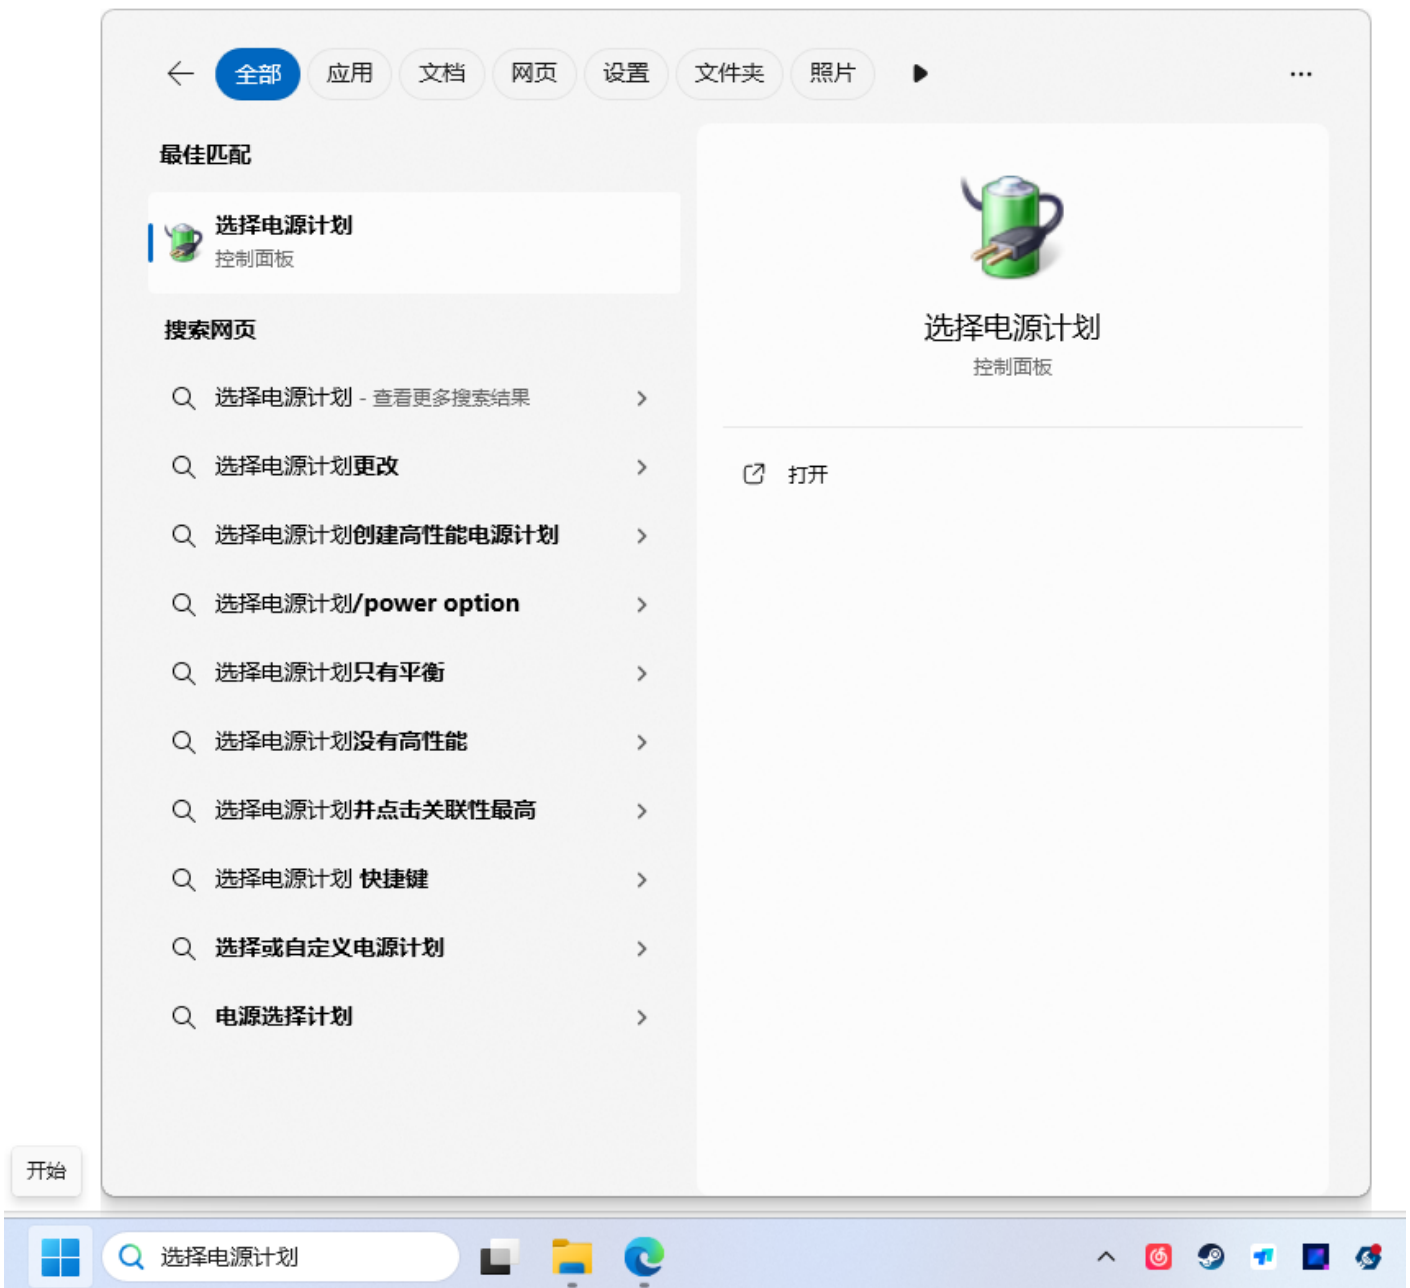 全部 应用 文档 网页 设置 文件夹 照片
最佳匹配
选择电源计划
控制面板
搜索网页
选择电源计划 - 查看更多搜索结果
选择电源计划更改
选择电源计划创建高性能电源计划
选择电源计划/power option
选择电源计划只有平衡
选择电源计划没有高性能
选择电源计划并点击关联性最高
选择电源计划 快捷键
选择或自定义电源计划
电源选择计划
选择电源计划
控制面板
打开
开始
选择电源计划